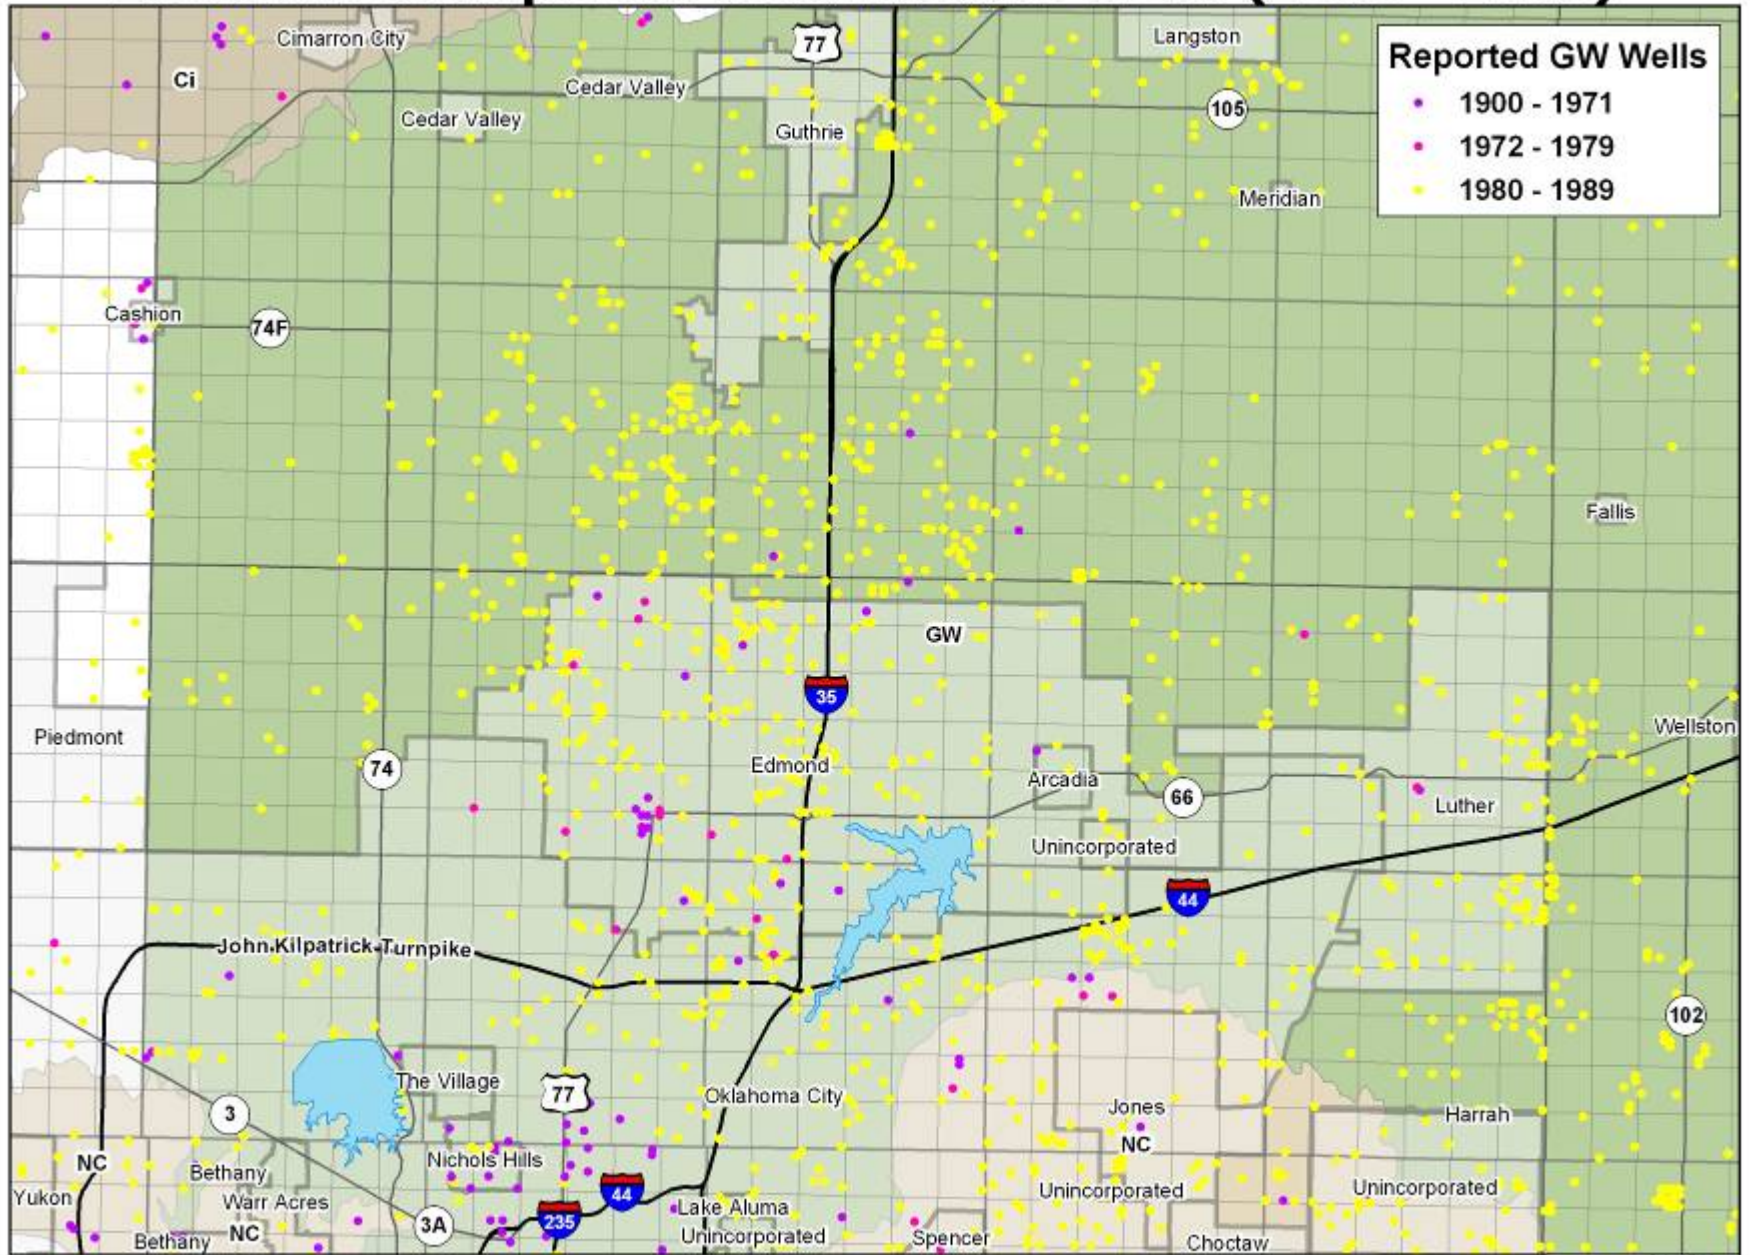 77
Cimarron City
Langston
Reported GW Wells
Ci
Cedar Valley
1900 - 1971
Cedar Valley
105
Guthrie
1972 - 1979
1980 - 1989
Meridian
Cashion
74F
Fallis
GW
35
Piedmont
Wellston
74
Edmond
Arcadia
66
Luther
Unincorporated
44
John Kilpatrick Turnpike
102
The Village
77
Oklahoma City
3
Jones
Harrah
NC
NC
Bethany
Nichols Hills
Yukon
Warr Acres
44
Unincorporated
Unincorporated
Lake Aluma
NC
3A
235
Unincorporated
Bethany
Spencer
Choctaw